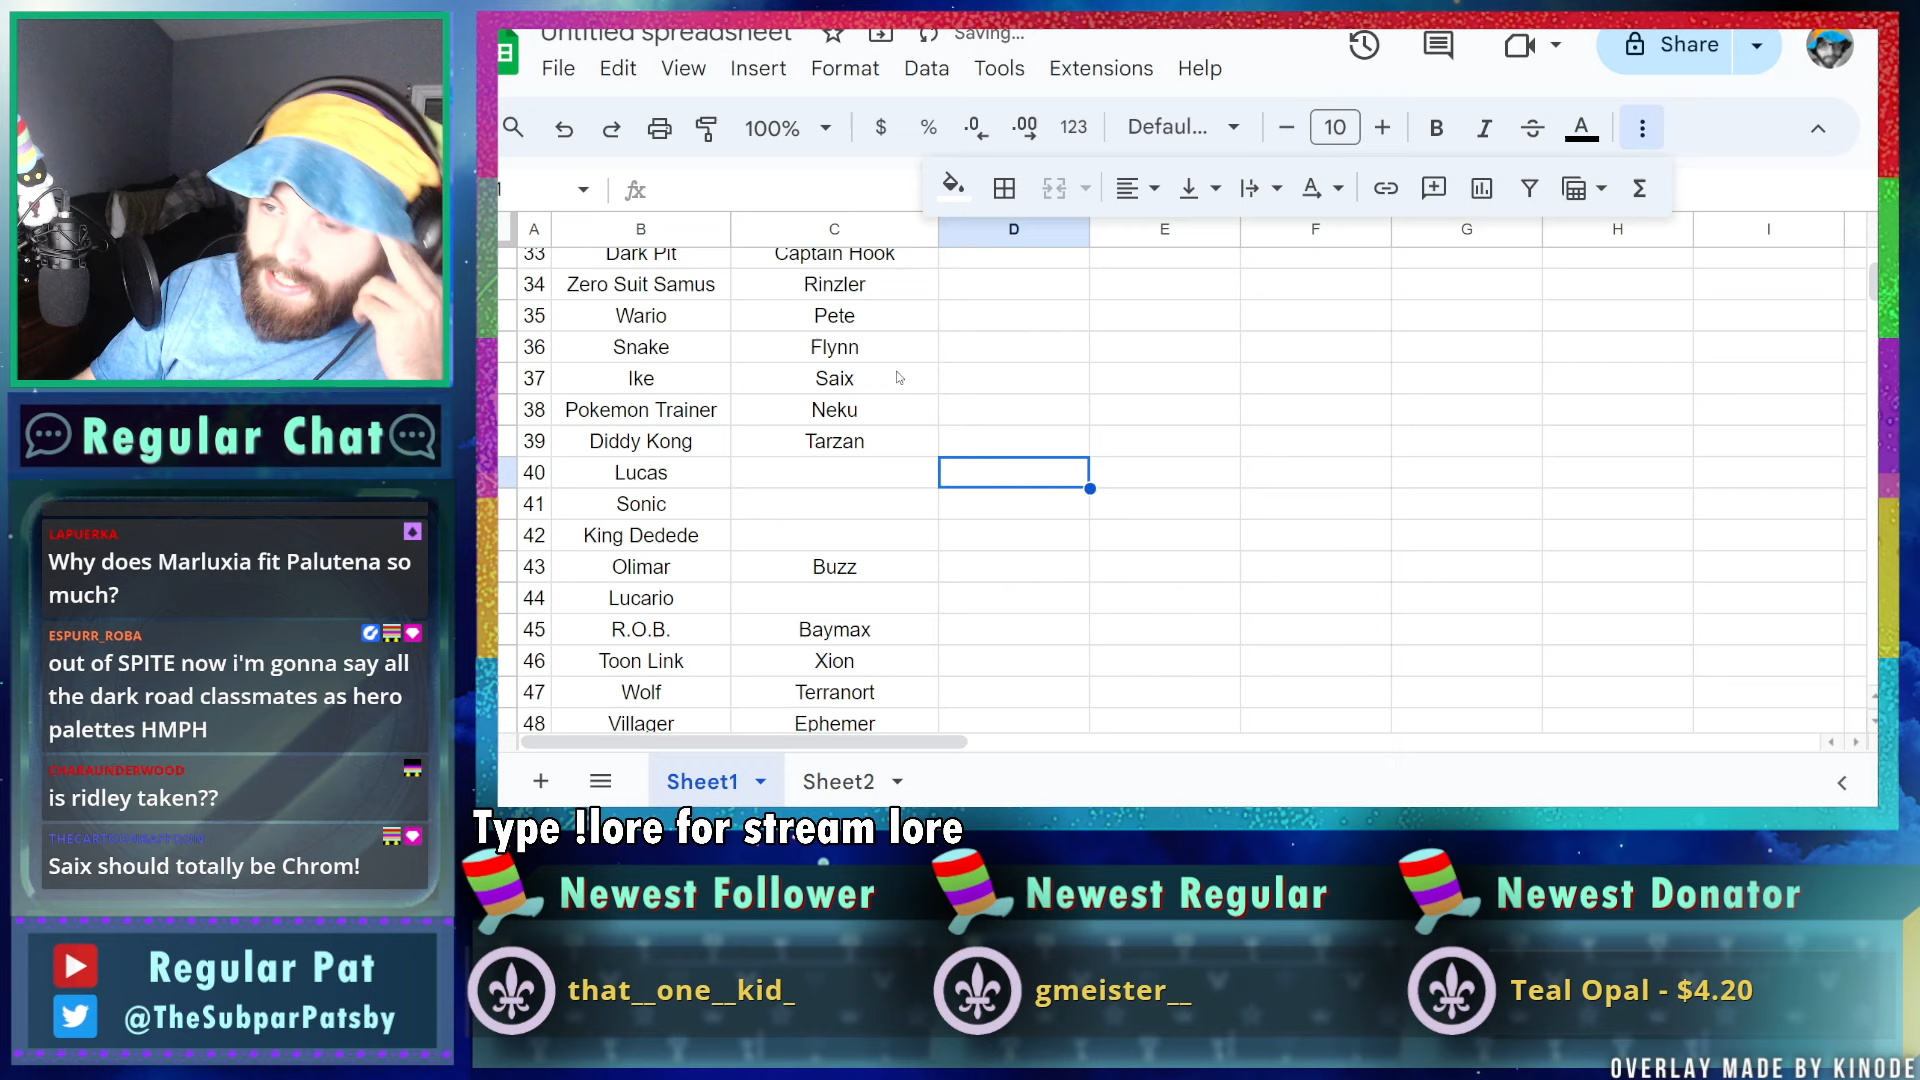 Untitled spreadsheet
Saving...
File Edit View Insert Format Data Tools Extensions Help
Share
100% $ % .0 .00 123 Defaul... 10 B I S A
fx
A B C D E F G H I
33 Dark Pit Captain Hook
34 Zero Suit Samus Rinzler
35 Wario Pete
36 Snake Flynn
37 Ike Saix
38 Pokemon Trainer Neku
39 Diddy Kong Tarzan
40 Lucas
41 Sonic
42 King Dedede
43 Olimar Buzz
44 Lucario
45 R.O.B. Baymax
46 Toon Link Xion
47 Wolf Terranort
48 Villager Ephemer
Sheet1 Sheet2
Regular Chat
LAPUERKA
Why does Marluxia fit Palutena so
much?
ESPURR_ROBA
out of SPITE now i'm gonna say all
the dark road classmates as hero
palettes HMPH
CHARAUNDERWOOD
is ridley taken??
Saix should totally be Chrom!
Regular Pat
@TheSubparPatsby
Type !lore for stream lore
Newest Follower
that__one__kid_
Newest Regular
gmeister__
Newest Donator
Teal Opal - $4.20
OVERLAY MADE BY KINODE